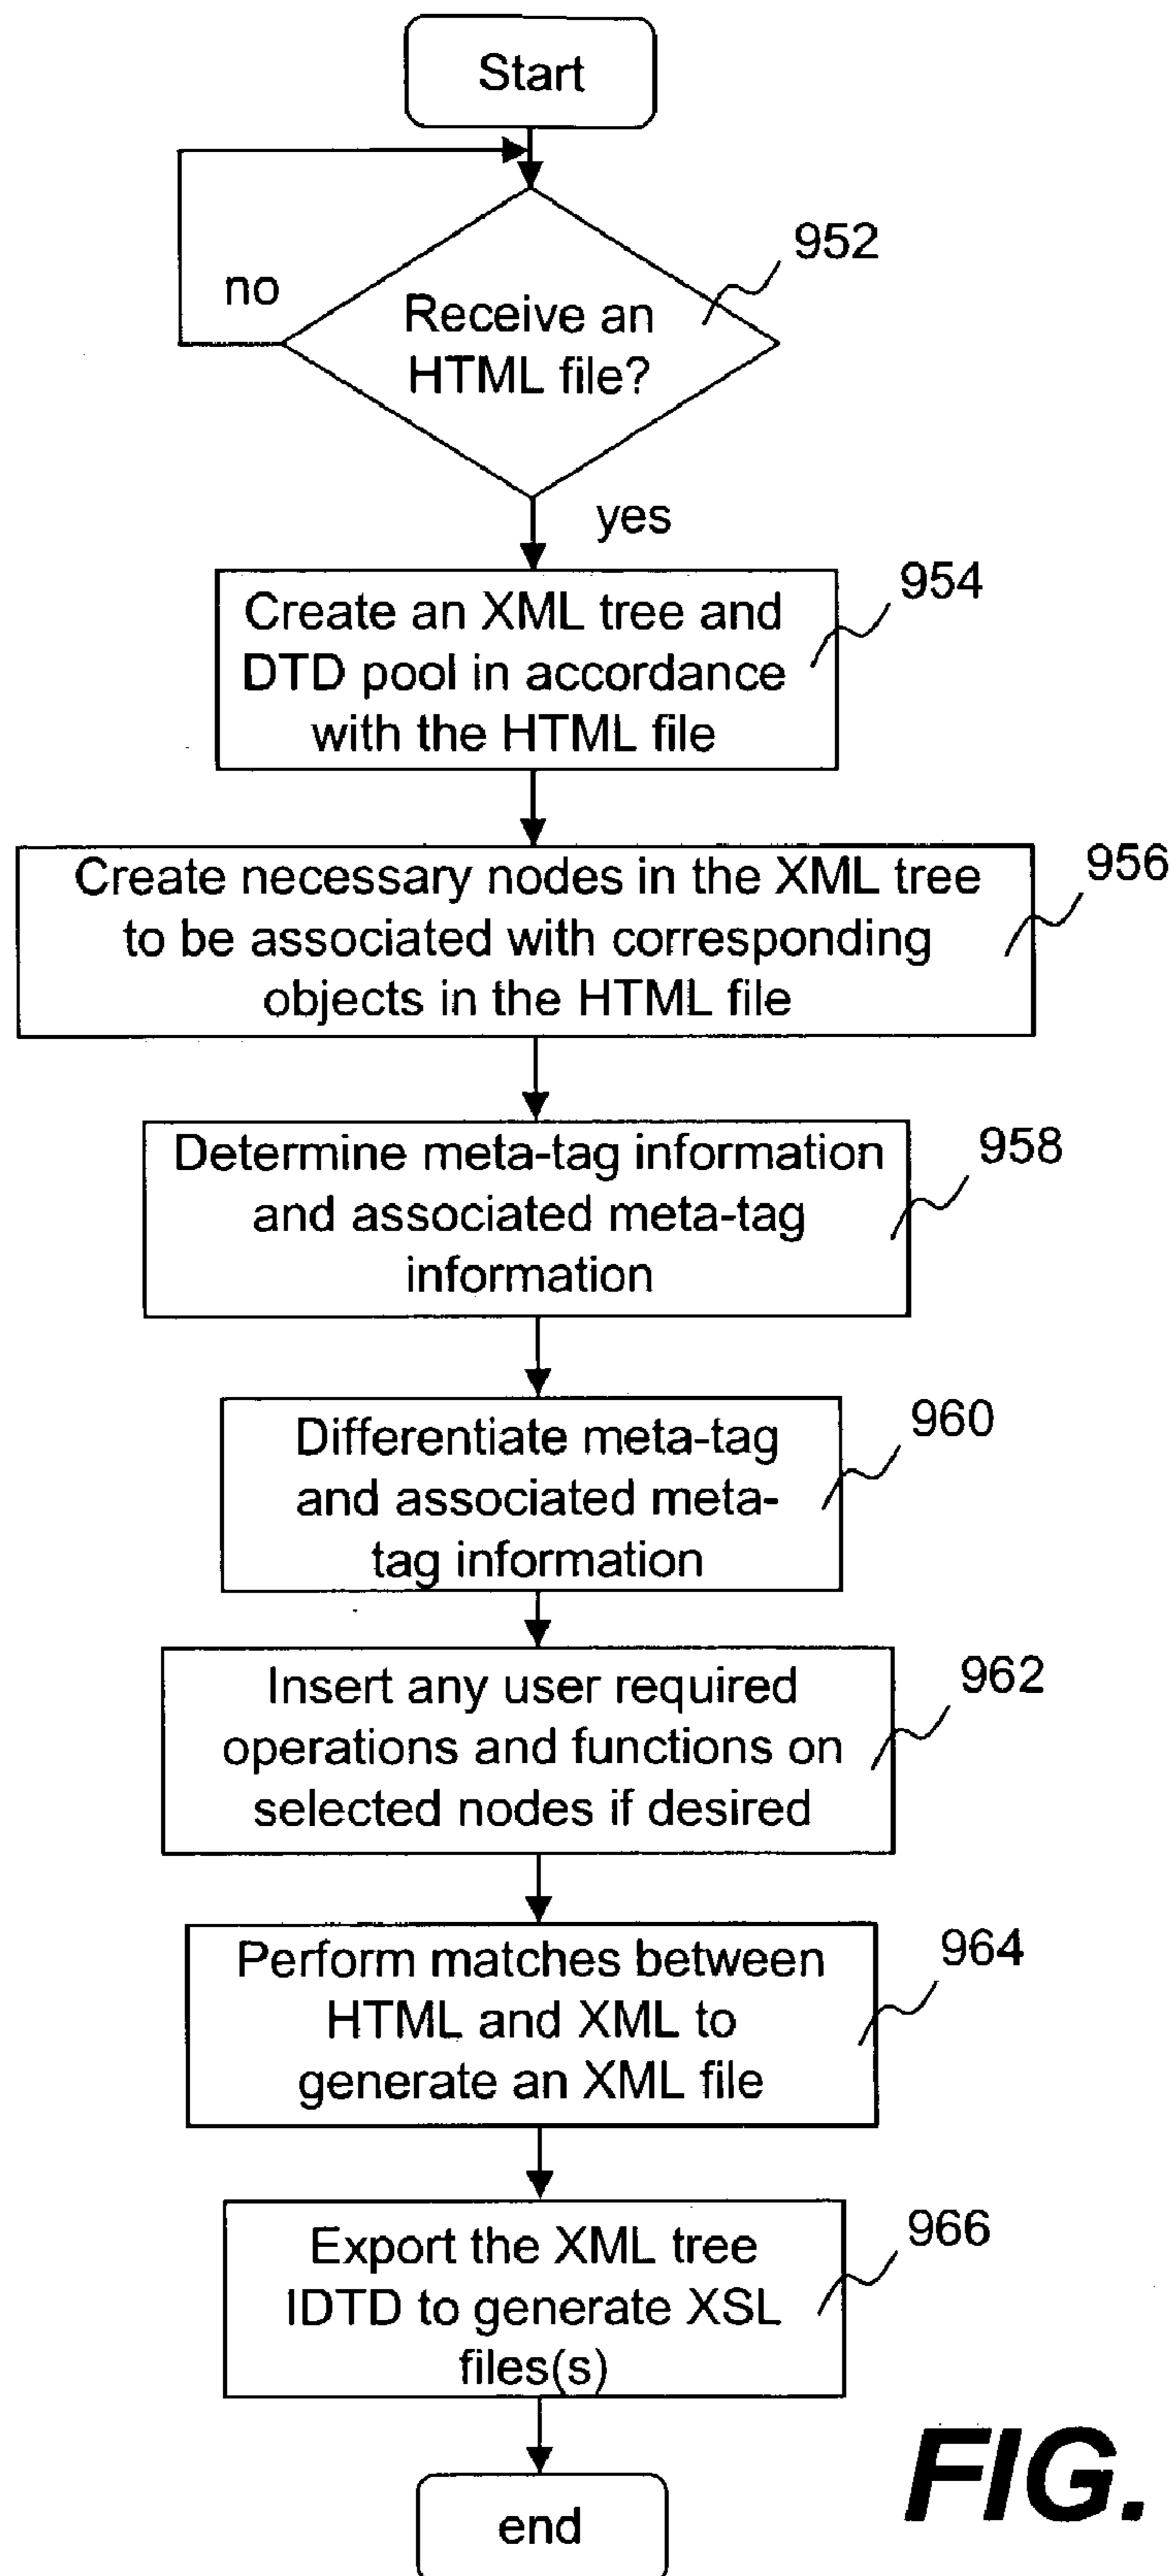 Start
952
no
Receive an
HTML file?
yes
954
Create an XML tree and
DTD pool in accordance
with the HTML file
956
Create necessary nodes in the XML tree
to be associated with corresponding
objects in the HTML file
958
Determine meta-tag information
and associated meta-tag
information
960
Differentiate meta-tag
and associated meta-
tag information
962
Insert any user required
operations and functions on
selected nodes if desired
964
Perform matches between
HTML and XML to
generate an XML file
966
Export the XML tree
IDTD to generate XSL
files(s)
end
FIG.